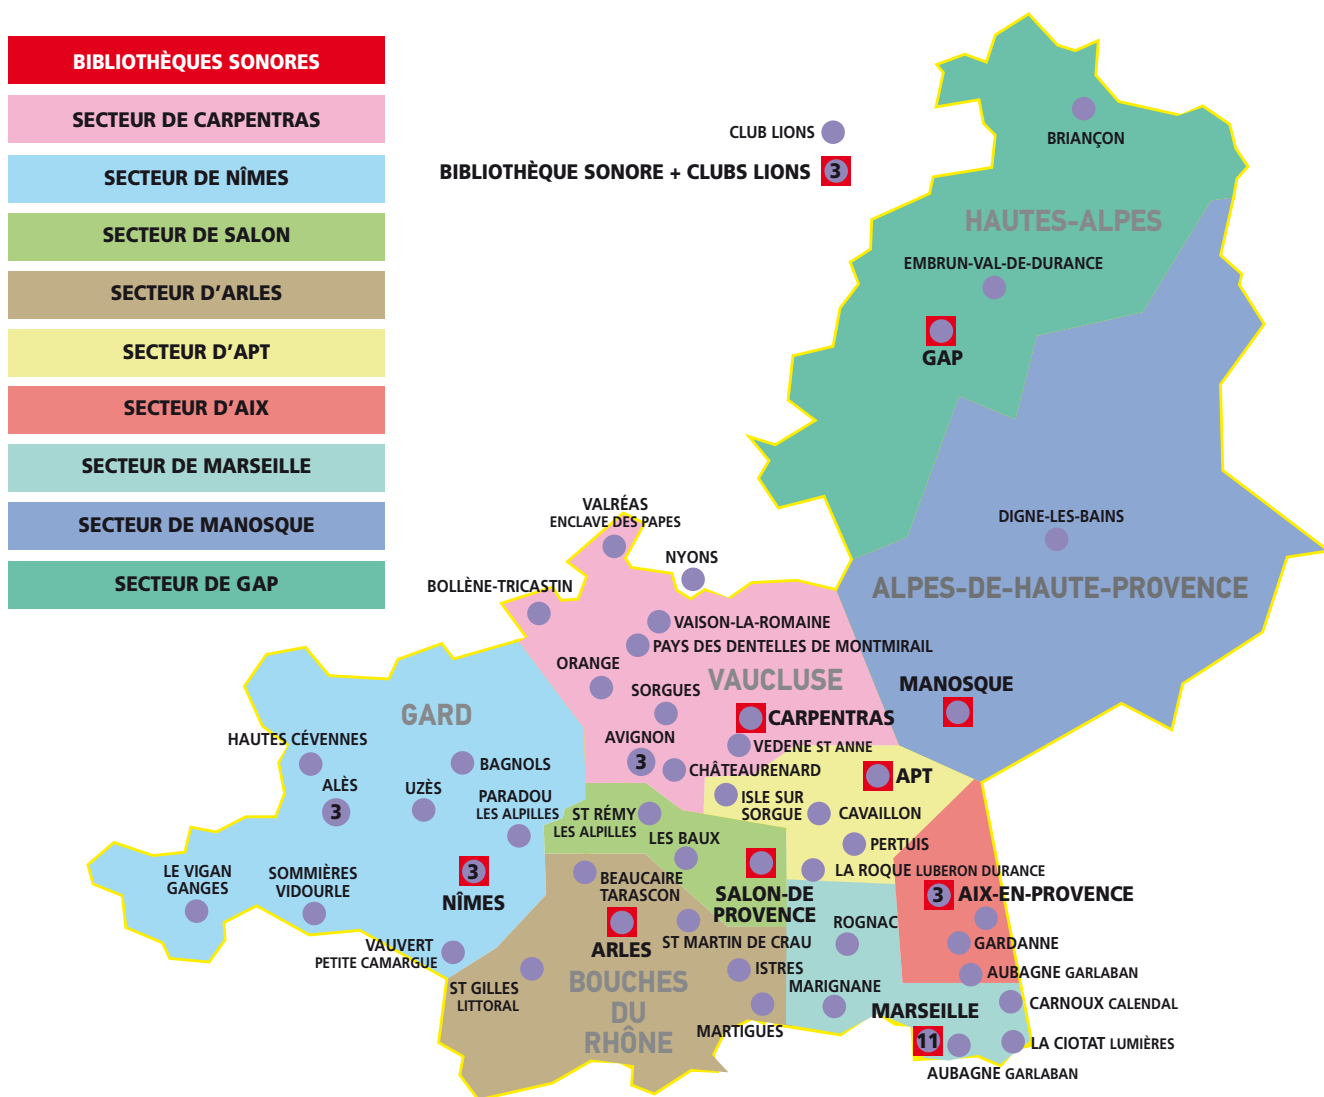 BIBLIOTHÈQUES SONORES
SECTEUR DE CARPENTRAS
SECTEUR DE NÎMES
SECTEUR DE SALON
SECTEUR D'ARLES
SECTEUR D'APT
SECTEUR D'AIX
SECTEUR DE MARSEILLE
SECTEUR DE MANOSQUE
SECTEUR DE GAP
CLUB LIONS
BIBLIOTHÈQUE SONORE + CLUBS LIONS 3
BRIANÇON
HAUTES-ALPES
EMBRUN-VAL-DE-DURANCE
GAP
DIGNE-LES-BAINS
ALPES-DE-HAUTE-PROVENCE
MANOSQUE
VALRÉAS
ENCLAVE DES PAPES
NYONS
BOLLÈNE-TRICASTIN
VAISON-LA-ROMAINE
PAYS DES DENTELLES DE MONTMIRAIL
ORANGE
VAUCLUSE
SORGUES
CARPENTRAS
AVIGNON
3
VEDENE ST ANNE
CHÂTEAURENARD
GARD
HAUTES CÉVENNES
BAGNOLS
ALÈS
3
UZÈS
PARADOU
LES ALPILLES
LE VIGAN
GANGES
SOMMIÈRES
VIDOURLE
3
NÎMES
VAUVERT
PETITE CAMARGUE
APT
ISLE SUR
SORGUE
CAVAILLON
PERTUIS
LA ROQUE LUBERON DURANCE
ST RÉMY
LES ALPILLES
LES BAUX
SALON-DE
PROVENCE
BEAUCAIRE
TARASCON
ARLES
ST MARTIN DE CRAU
ST GILLES
LITTORAL
BOUCHES
DU
RHÔNE
ISTRES
MARTIGUES
ROGNAC
MARIGNANE
3
AIX-EN-PROVENCE
GARDANNE
AUBAGNE GARLABAN
CARNOUX CALENDAL
MARSEILLE
11
LA CIOTAT LUMIÈRES
AUBAGNE GARLABAN